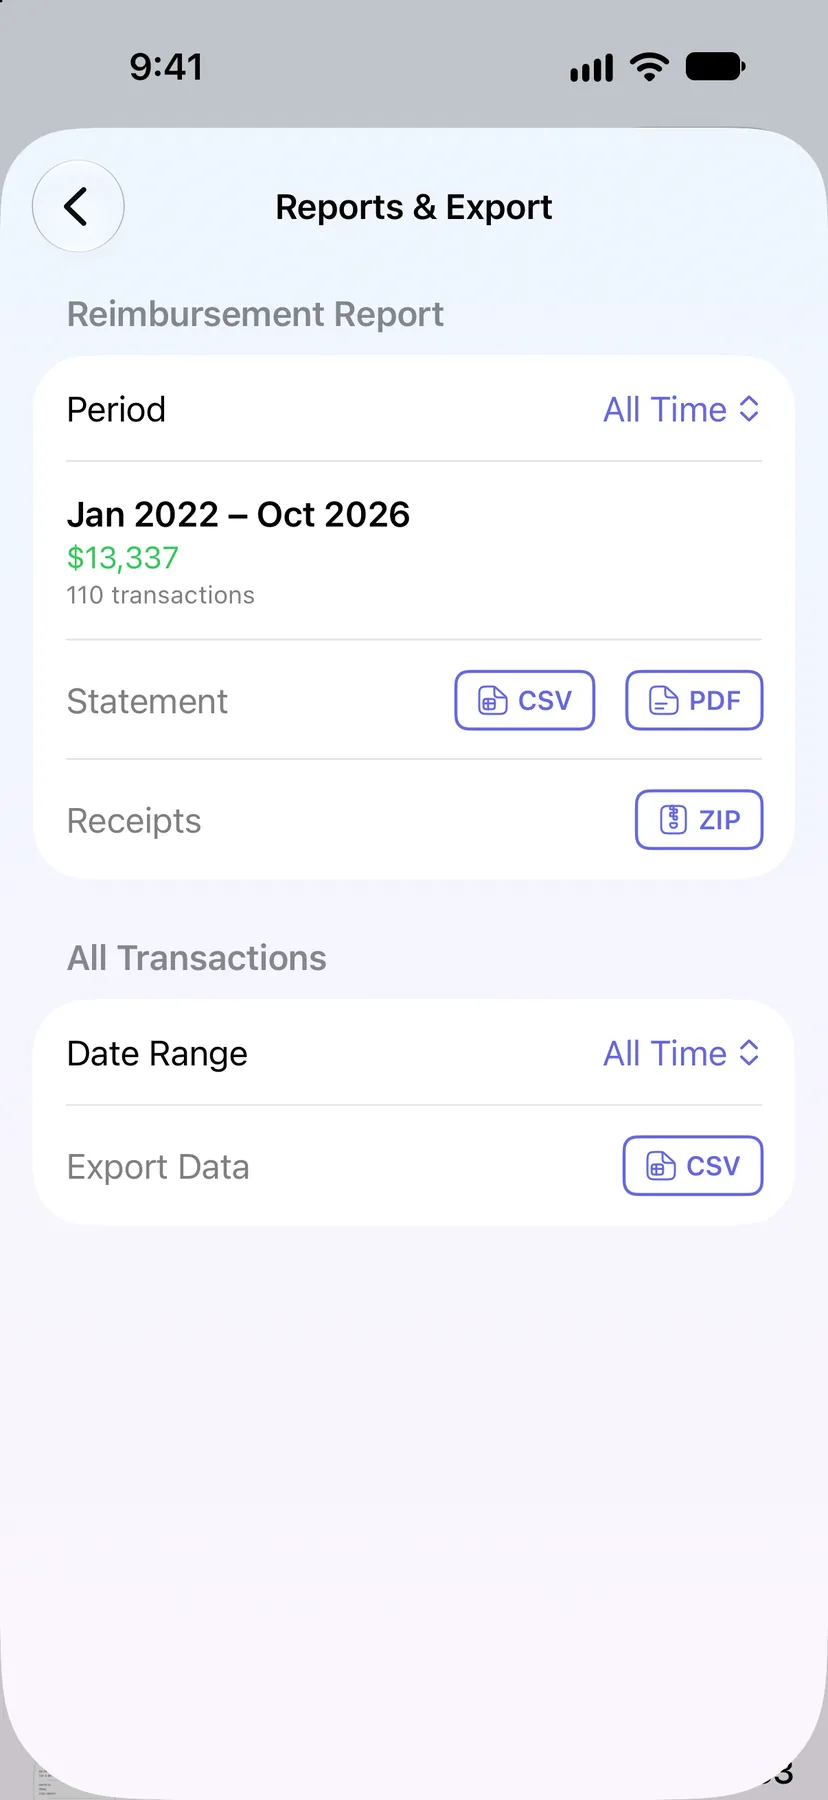 9:41
Reports & Export
Reimbursement Report
Period
All Time
Jan 2022 – Oct 2026
$13,337
110 transactions
Statement
CSV
PDF
Receipts
ZIP
All Transactions
Date Range
All Time
Export Data
CSV